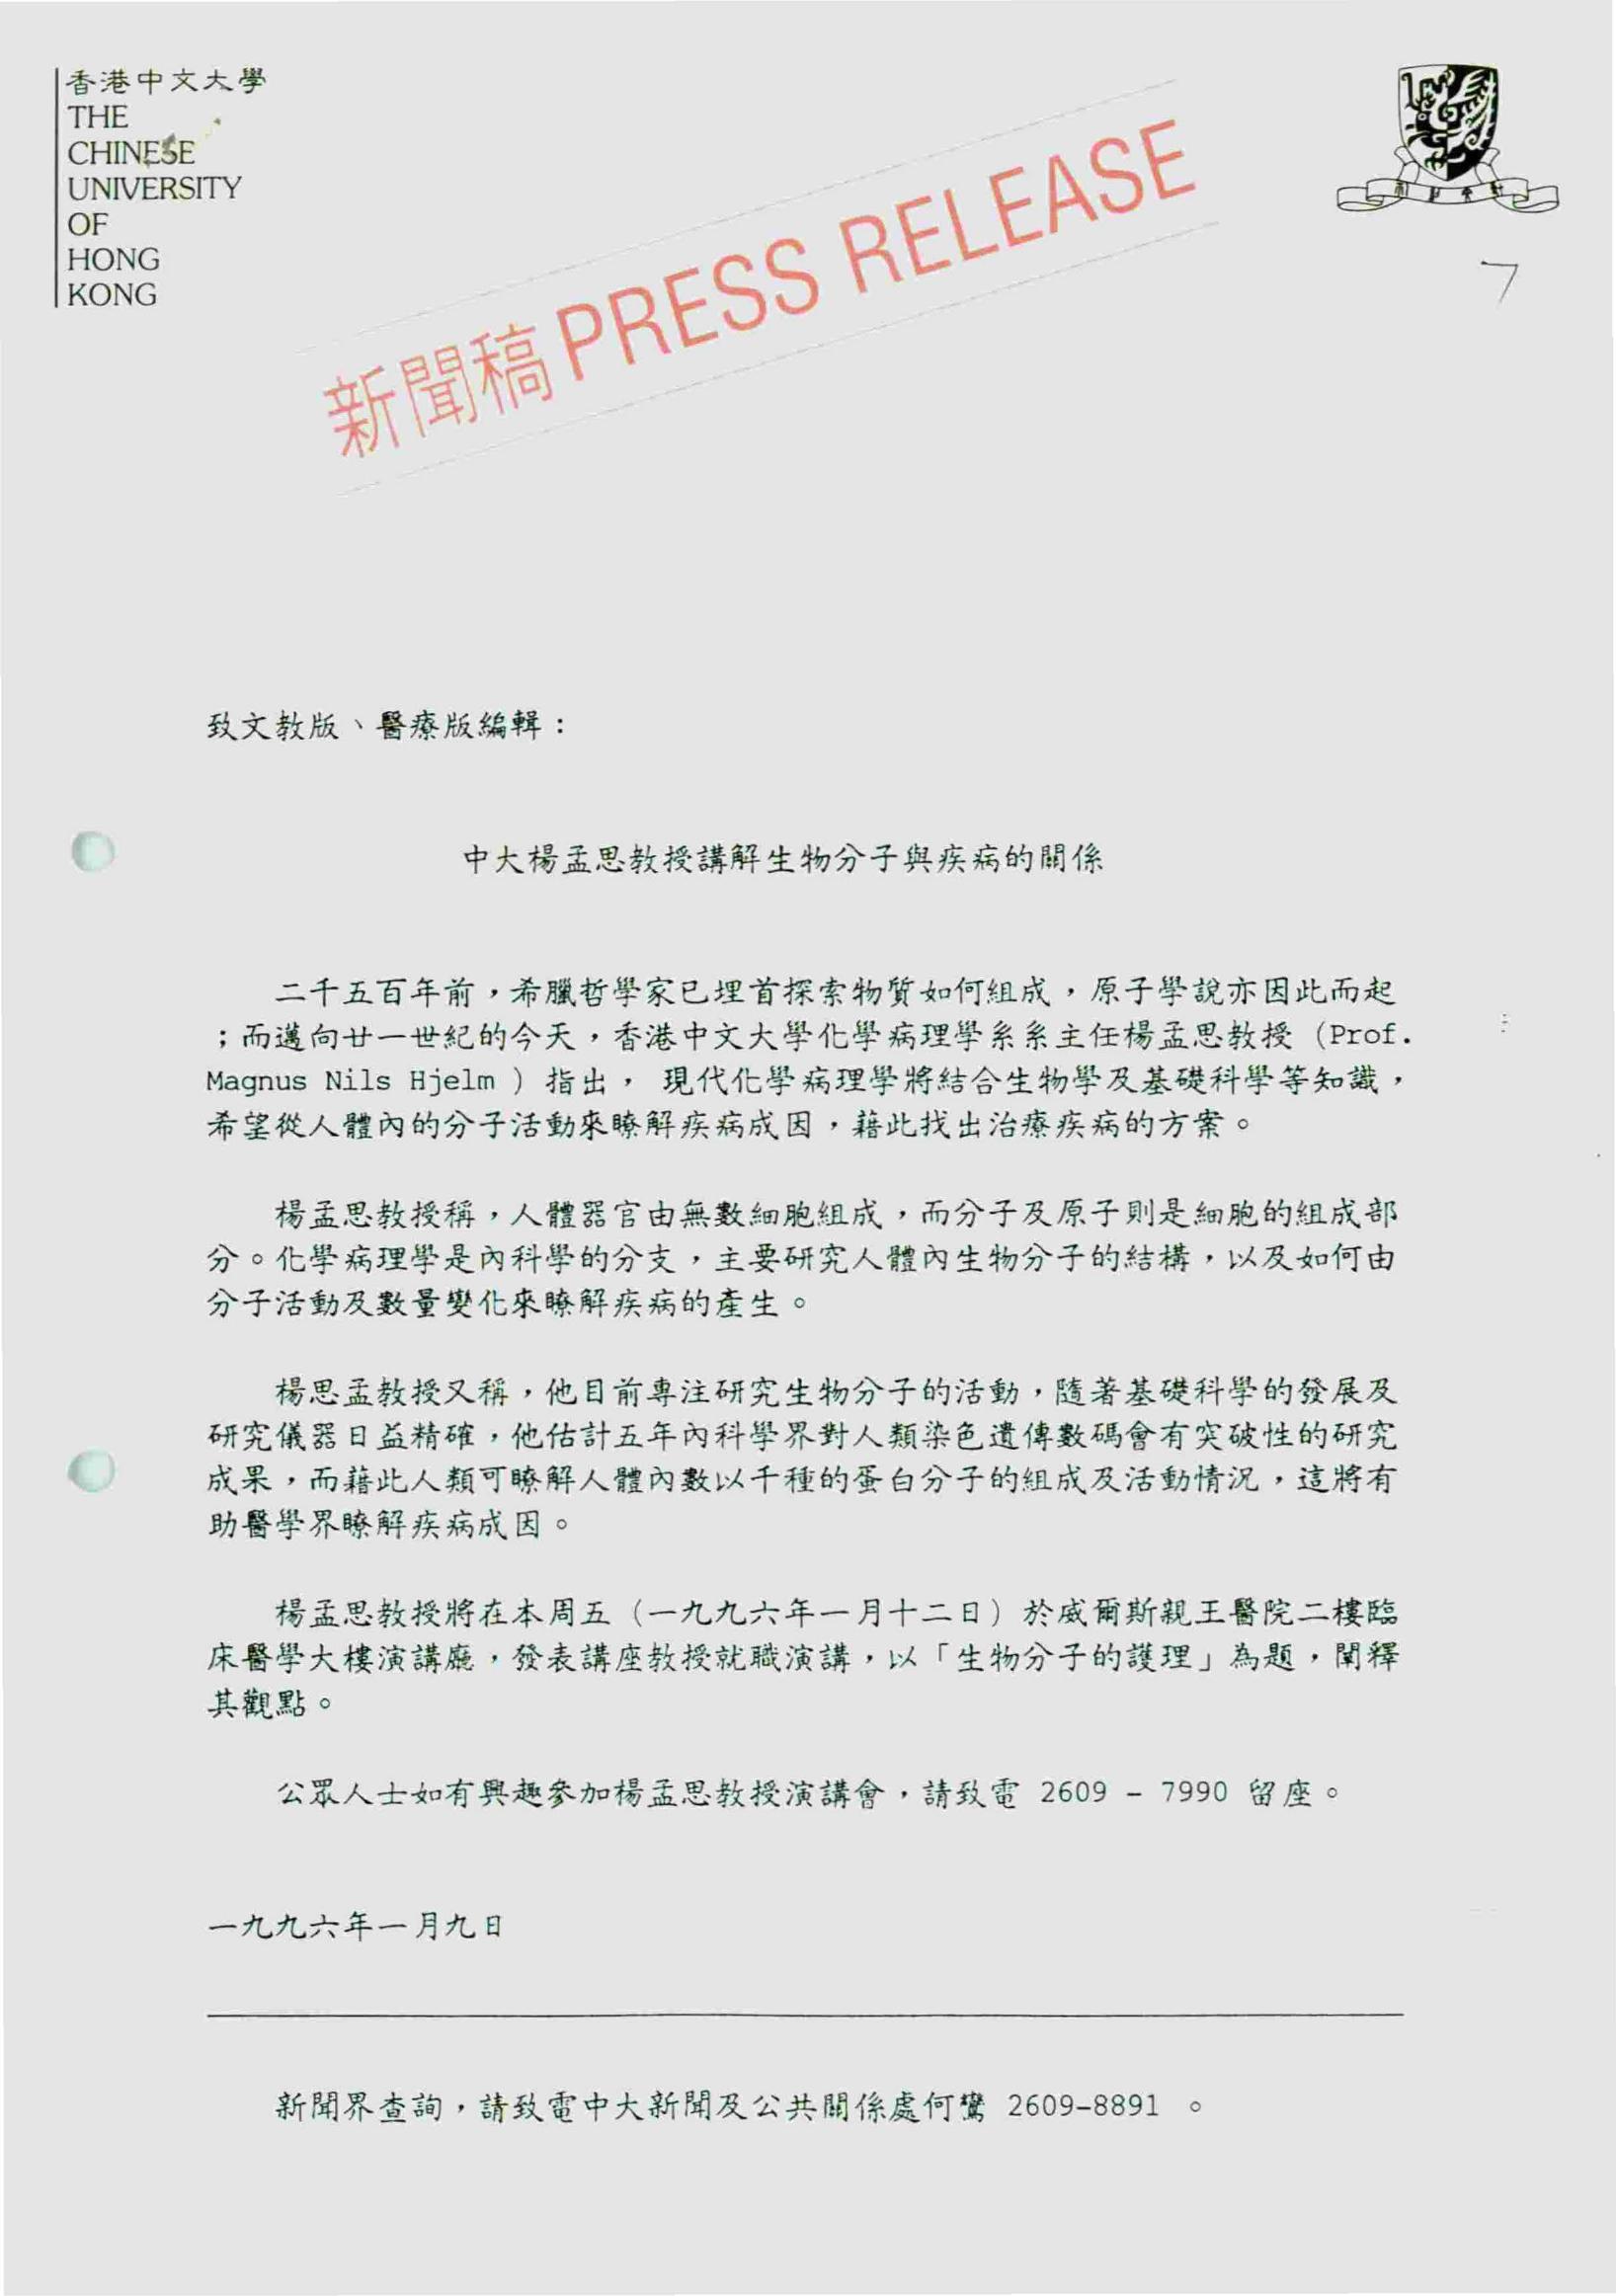 香港中文大學
THE
CHINESE
UNIVERSITY
OF
HONG
KONG
新聞稿 PRESS RELEASE
7
致文教版、醫療版編輯：
中大楊孟思教授講解生物分子與疾病的關係
二千五百年前，希臘哲學家已埋首探索物質如何組成，原子學說亦因此而起
；而邁向廿一世紀的今天，香港中文大學化學病理學系系主任楊孟思教授 (Prof.
Magnus Nils Hjelm ) 指出， 現代化學病理學將結合生物學及基礎科學等知識，
希望從人體內的分子活動來瞭解疾病成因，藉此找出治療疾病的方案。
楊孟思教授稱，人體器官由無數細胞組成，而分子及原子則是細胞的組成部
分。化學病理學是內科學的分支，主要研究人體內生物分子的結構，以及如何由
分子活動及數量變化來瞭解疾病的產生。
楊思孟教授又稱，他目前專注研究生物分子的活動，隨著基礎科學的發展及
研究儀器日益精確，他估計五年內科學界對人類染色遺傳數碼會有突破性的研究
成果，而藉此人類可瞭解人體內數以千種的蛋白分子的組成及活動情況，這將有
助醫學界瞭解疾病成因。
楊孟思教授將在本周五（一九九六年一月十二日）於威爾斯親王醫院二樓臨
床醫學大樓演講廳，發表講座教授就職演講，以「生物分子的護理」為題，闡釋
其觀點。
公眾人士如有興趣參加楊孟思教授演講會，請致電 2609 - 7990 留座。
一九九六年一月九日
新聞界查詢，請致電中大新聞及公共關係處何鸞 2609-8891 。